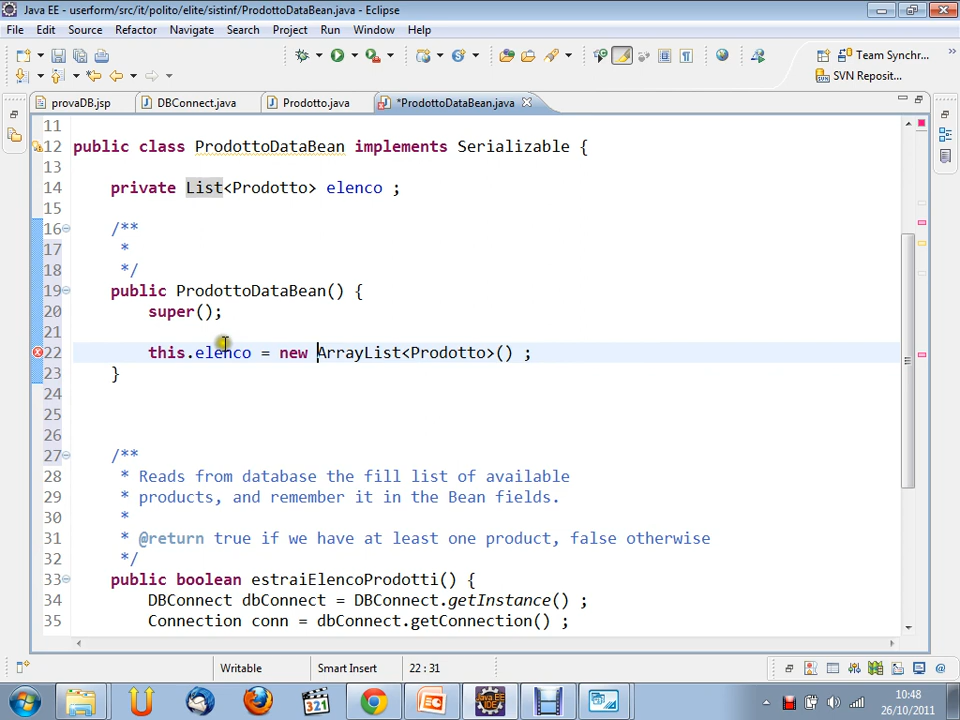 Java EE - userform/src/it/polito/elite/sistinf/ProdottoDataBean.java - Eclipse
File Edit Source Refactor Navigate Search Project Run Window Help
Team Synchr...
SVN Reposit...
provaDB.jsp DBConnect.java Prodotto.java *ProdottoDataBean.java
11
12 public class ProdottoDataBean implements Serializable {
13
14 private List<Prodotto> elenco ;
15
16 /**
17 *
18 */
19 public ProdottoDataBean() {
20 super();
21
22 this.elenco = new ArrayList<Prodotto>() ;
23 }
24
25
26
27 /**
28 * Reads from database the fill list of available
29 * products, and remember it in the Bean fields.
30 *
31 * @return true if we have at least one product, false otherwise
32 */
33 public boolean estraiElencoProdotti() {
34 DBConnect dbConnect = DBConnect.getInstance() ;
35 Connection conn = dbConnect.getConnection() ;
Writable Smart Insert 22 : 31
321
Java EE
IDE
10:48
26/10/2011